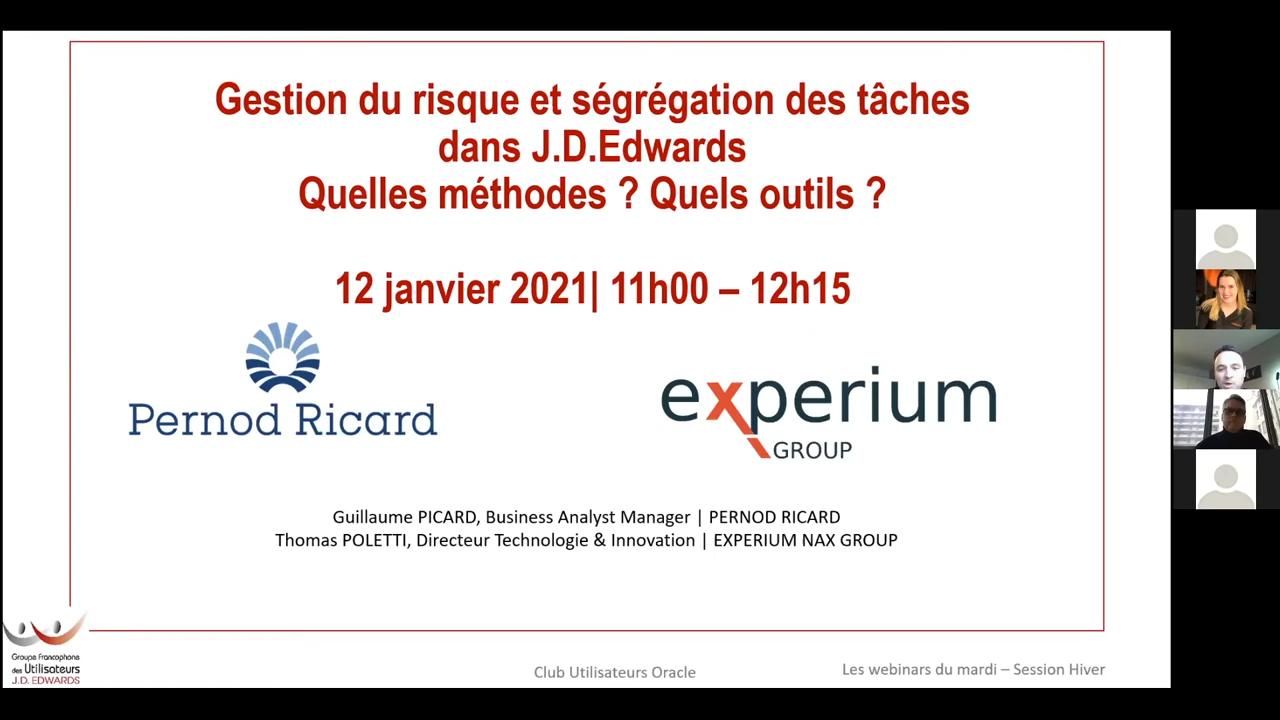 Gestion du risque et ségrégation des tâches
dans J.D.Edwards
Quelles méthodes ? Quels outils ?
12 janvier 2021| 11h00 – 12h15
Pernod Ricard
experium
GROUP
Guillaume PICARD, Business Analyst Manager | PERNOD RICARD
Thomas POLETTI, Directeur Technologie & Innovation | EXPERIUM NAX GROUP
Groupe Francophone
des Utilisateurs
J.D. EDWARDS
Club Utilisateurs Oracle
Les webinars du mardi – Session Hiver